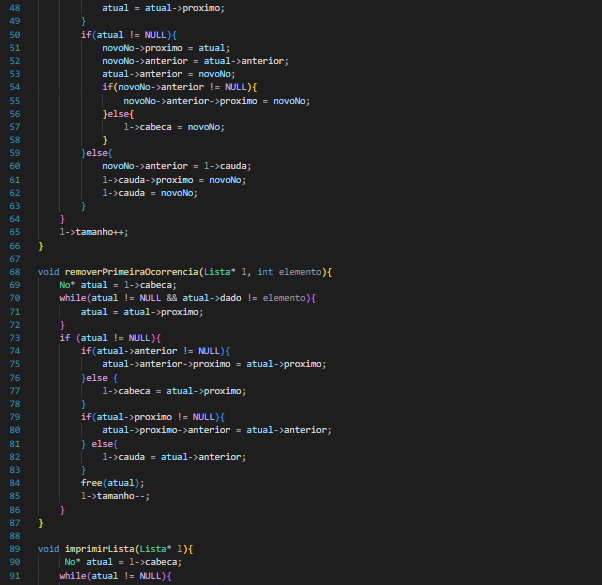 48 atual = atual->proximo;
49 }
50 if(atual != NULL){
51 novoNo->proximo = atual;
52 novoNo->anterior = atual->anterior;
53 atual->anterior = novoNo;
54 if(novoNo->anterior != NULL){
55 novoNo->anterior->proximo = novoNo;
56 }else{
57 l->cabeca = novoNo;
58 }
59 }else{
60 novoNo->anterior = l->cauda;
61 l->cauda->proximo = novoNo;
62 l->cauda = novoNo;
63 }
64 }
65 l->tamanho++;
66 }
67
68 void removerPrimeiraOcorrencia(Lista* l, int elemento){
69 No* atual = l->cabeca;
70 while(atual != NULL && atual->dado != elemento){
71 atual = atual->proximo;
72 }
73 if (atual != NULL){
74 if(atual->anterior != NULL){
75 atual->anterior->proximo = atual->proximo;
76 }else {
77 l->cabeca = atual->proximo;
78 }
79 if(atual->proximo != NULL){
80 atual->proximo->anterior = atual->anterior;
81 } else{
82 l->cauda = atual->anterior;
83 }
84 free(atual);
85 l->tamanho--;
86 }
87 }
88
89 void imprimirLista(Lista* l){
90 No* atual = l->cabeca;
91 while(atual != NULL){